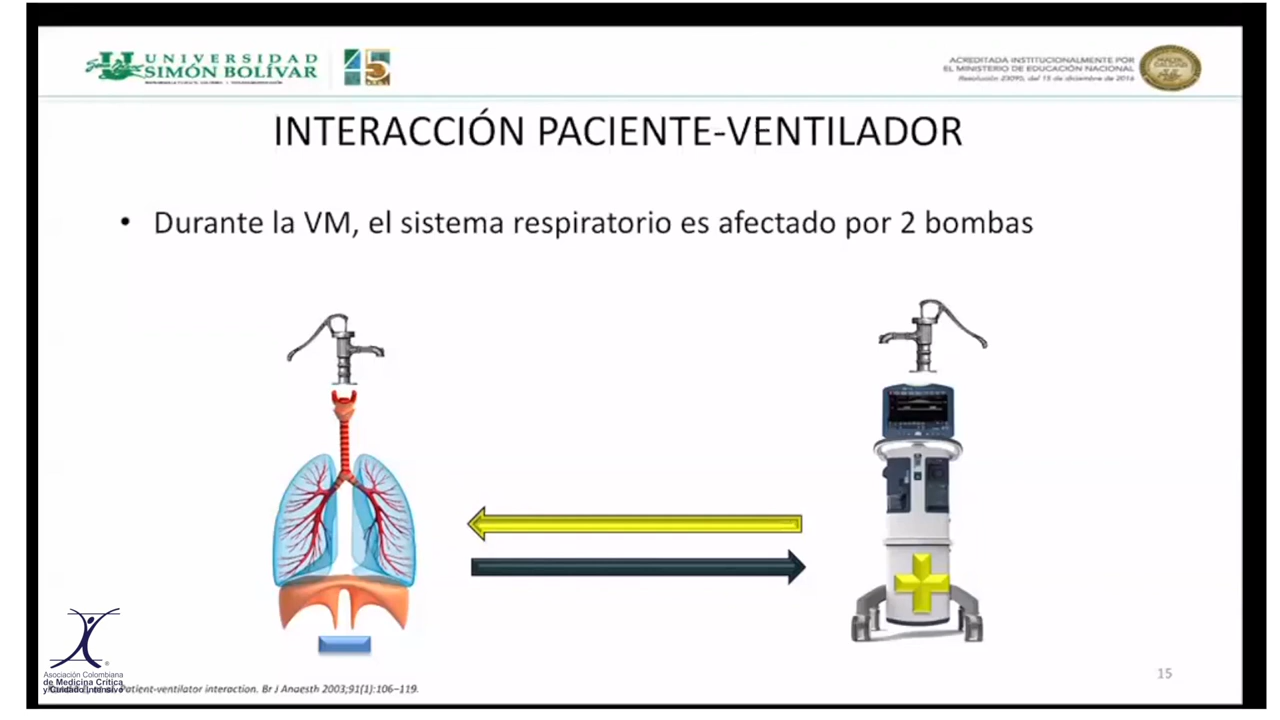 UNIVERSIDAD
SIMÓN BOLÍVAR
45
ACREDITADA INSTITUCIONALMENTE POR
EL MINISTERIO DE EDUCACIÓN NACIONAL
Resolución 23095, del 15 de diciembre de 2016
INTERACCIÓN PACIENTE-VENTILADOR
• Durante la VM, el sistema respiratorio es afectado por 2 bombas
Asociación Colombiana
de Medicina Crítica
y Cuidado Intensivo
Patient-ventilator interaction. Br J Anaesth 2003;91(1):106–119.
15